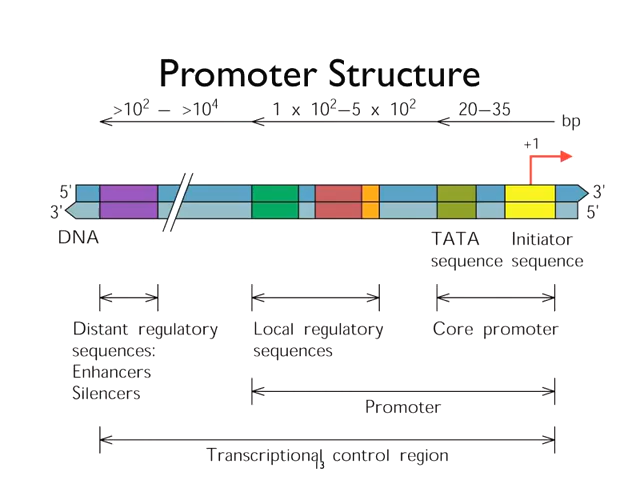 Promoter Structure
>10² – >10⁴ 1 x 10²–5 x 10² 20–35 bp
+1
5' 3'
3' 5'
DNA TATA sequence Initiator sequence
Distant regulatory sequences: Enhancers Silencers
Local regulatory sequences
Core promoter
Promoter
Transcriptional control region
13